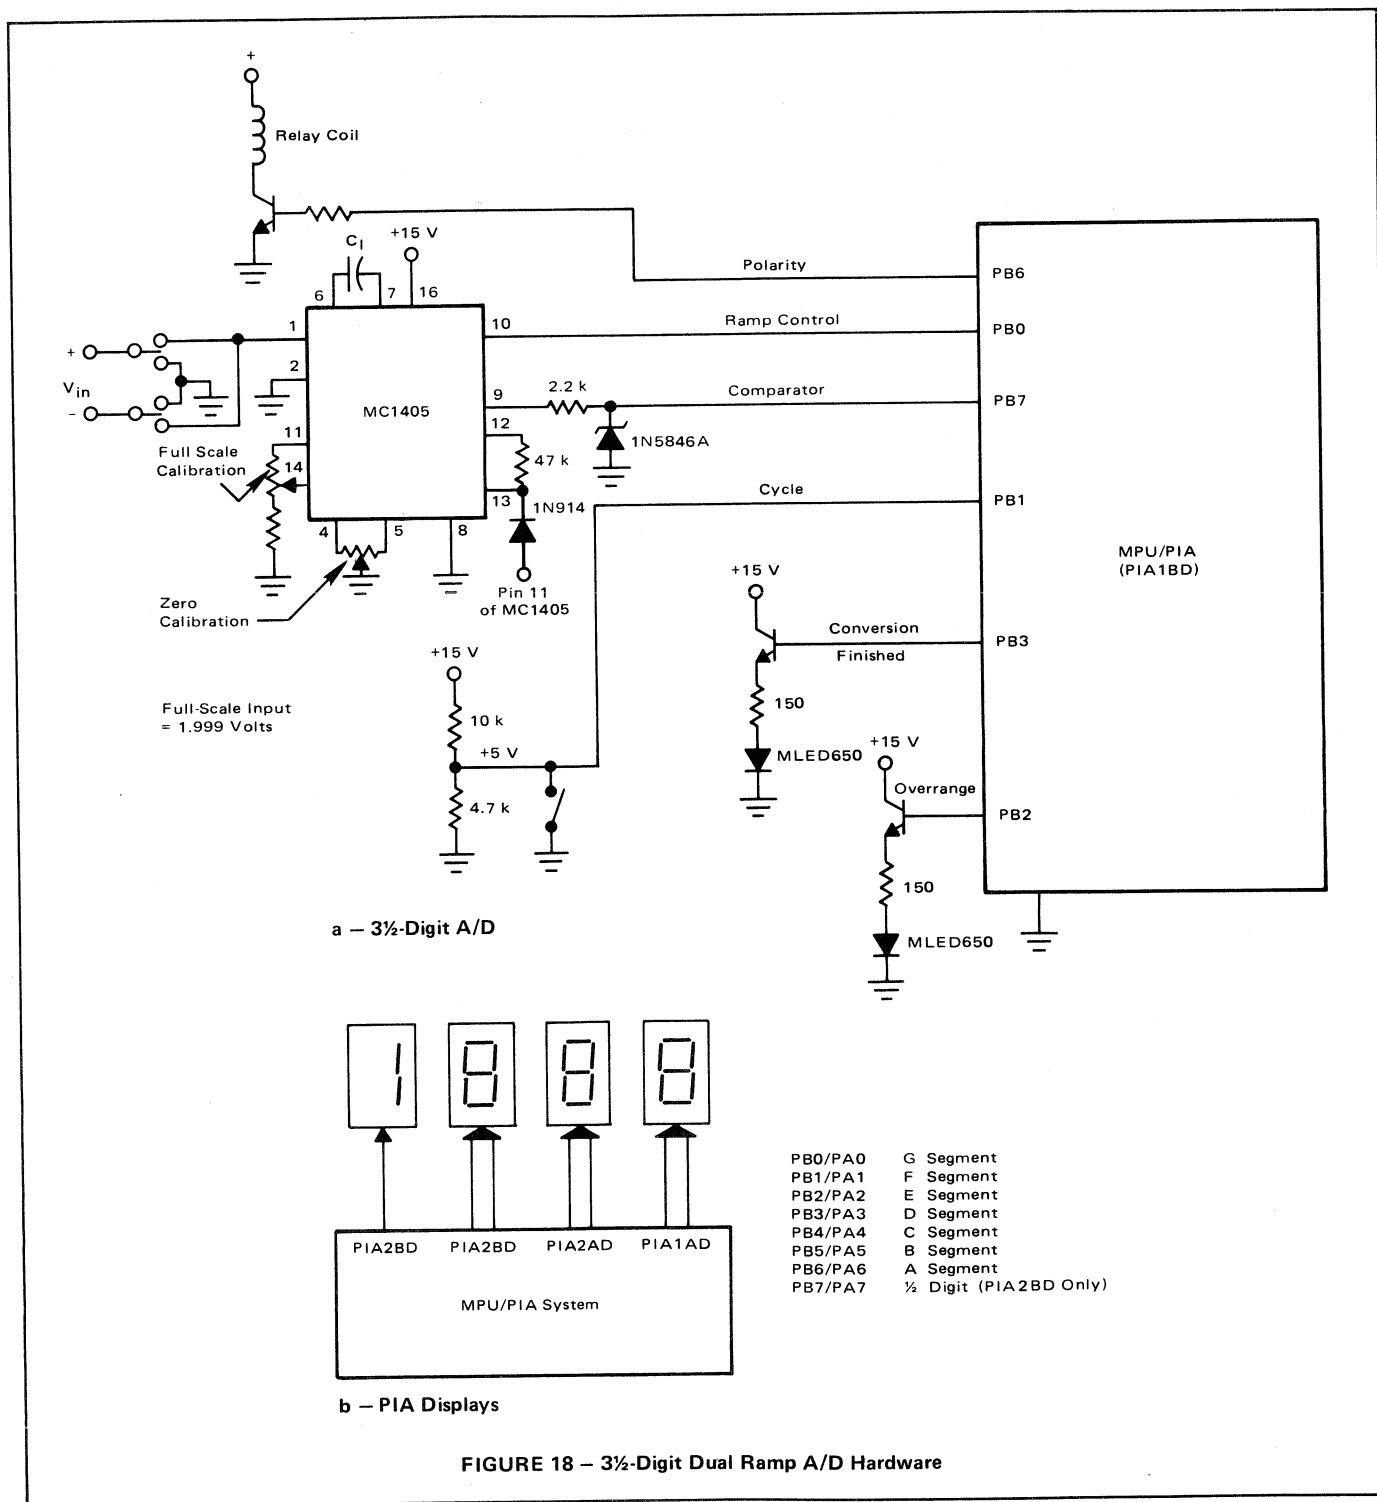 +
Relay Coil
+15 V
C_I
6
7
16
Polarity
PB6
1
10
Ramp Control
PB0
+
2
V_in
MC1405
9
2.2 k
Comparator
PB7
–
11
12
1N5846A
Full Scale
Calibration
14
47 k
13
1N914
Cycle
PB1
4
5
8
MPU/PIA
(PIA1BD)
Pin 11
of MC1405
+15 V
Zero
Calibration
Conversion
Finished
PB3
+15 V
150
Full-Scale Input
= 1.999 Volts
10 k
+5 V
MLED650
+15 V
Overrange
4.7 k
PB2
150
a – 3½-Digit A/D
MLED650
1 8 8 8
PIA2BD PIA2BD PIA2AD PIA1AD
MPU/PIA System
PB0/PA0 G Segment
PB1/PA1 F Segment
PB2/PA2 E Segment
PB3/PA3 D Segment
PB4/PA4 C Segment
PB5/PA5 B Segment
PB6/PA6 A Segment
PB7/PA7 ½ Digit (PIA2BD Only)
b – PIA Displays
FIGURE 18 – 3½-Digit Dual Ramp A/D Hardware